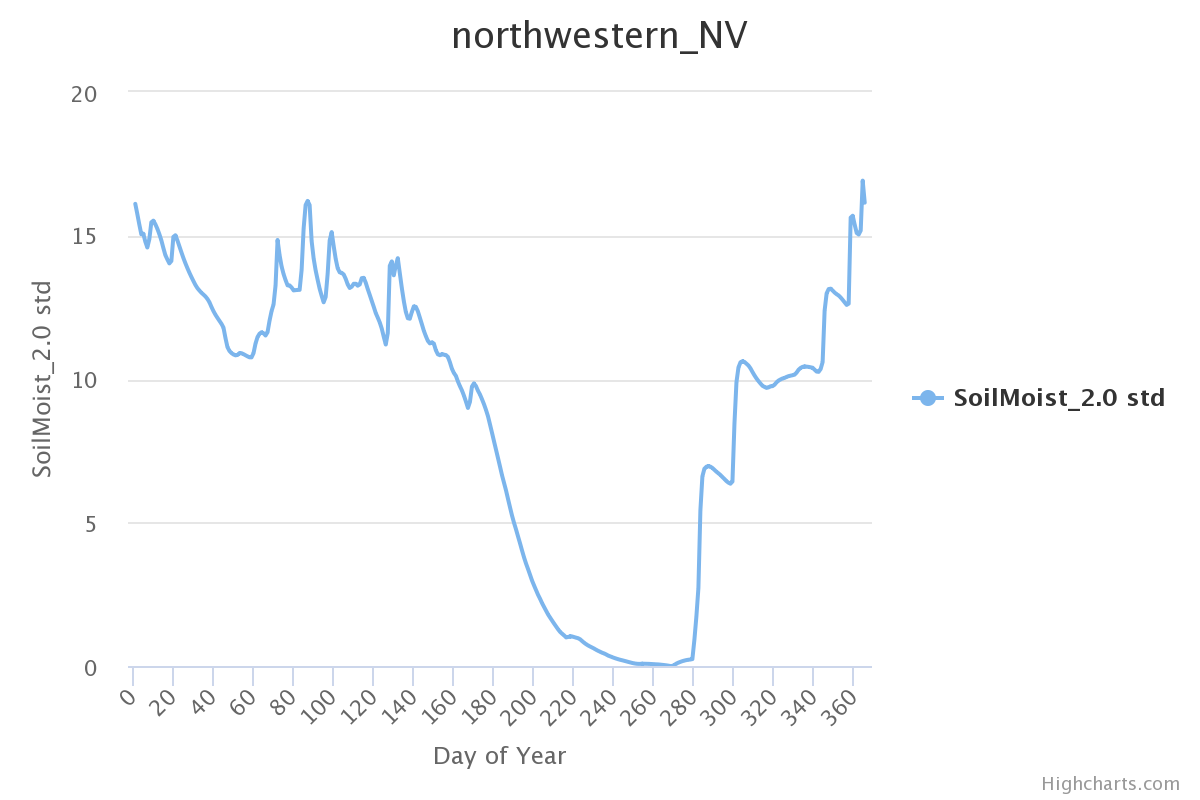 northwestern_NV
20
15
10
5
0
SoilMoist_2.0 std
0 20 40 60 80 100 120 140 160 180 200 220 240 260 280 300 320 340 360
Day of Year
SoilMoist_2.0 std
Highcharts.com